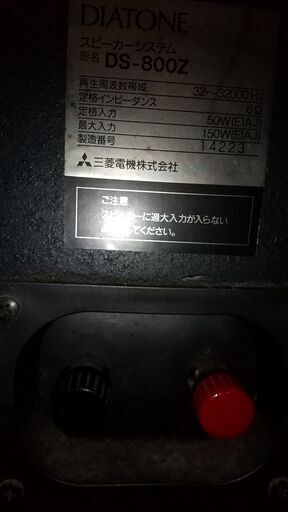 DIATONE
スピーカーシステム
形名 DS-800Z
再生周波数帯域 32〜32000Hz
定格インピーダンス 6Ω
定格入力 50W(EIAJ)
最大入力 150W(EIAJ)
製造番号 14223
三菱電機株式会社
ご注意
スピーカーに過大入力が入らない
してください。